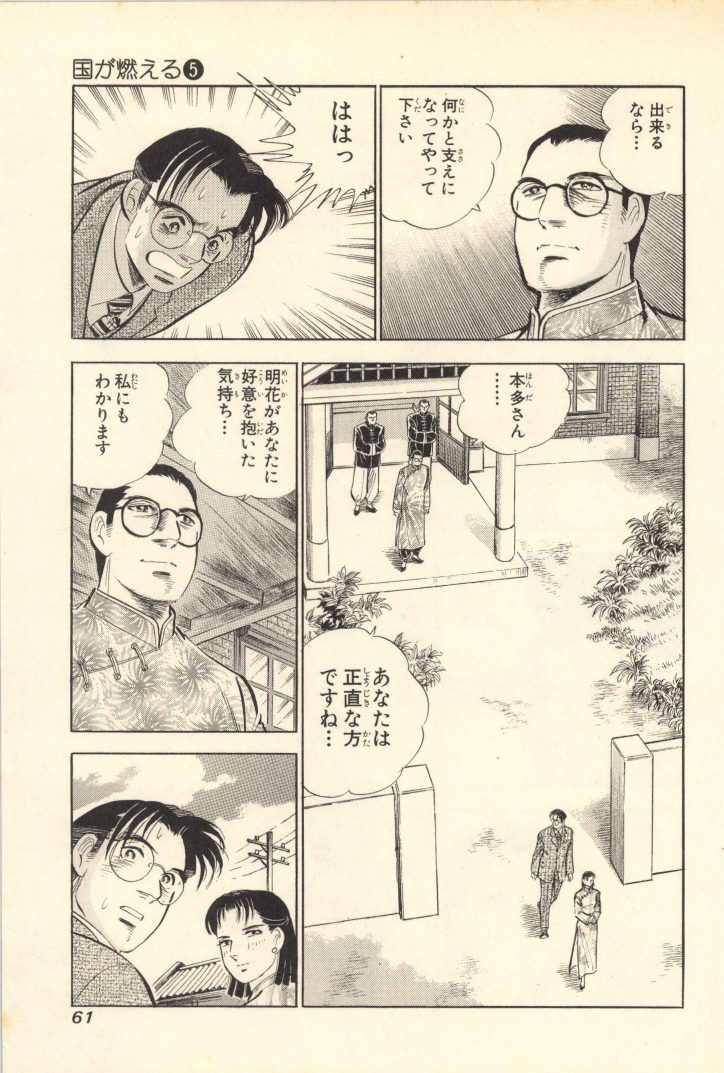 国が燃える❺
出来る
なら…
何かと支えに
なってやって
下さい
ははっ
本多さん
……
あなたは
正直な方
ですね…
明花があなたに
好意を抱いた
気持ち…
私にも
わかります
61